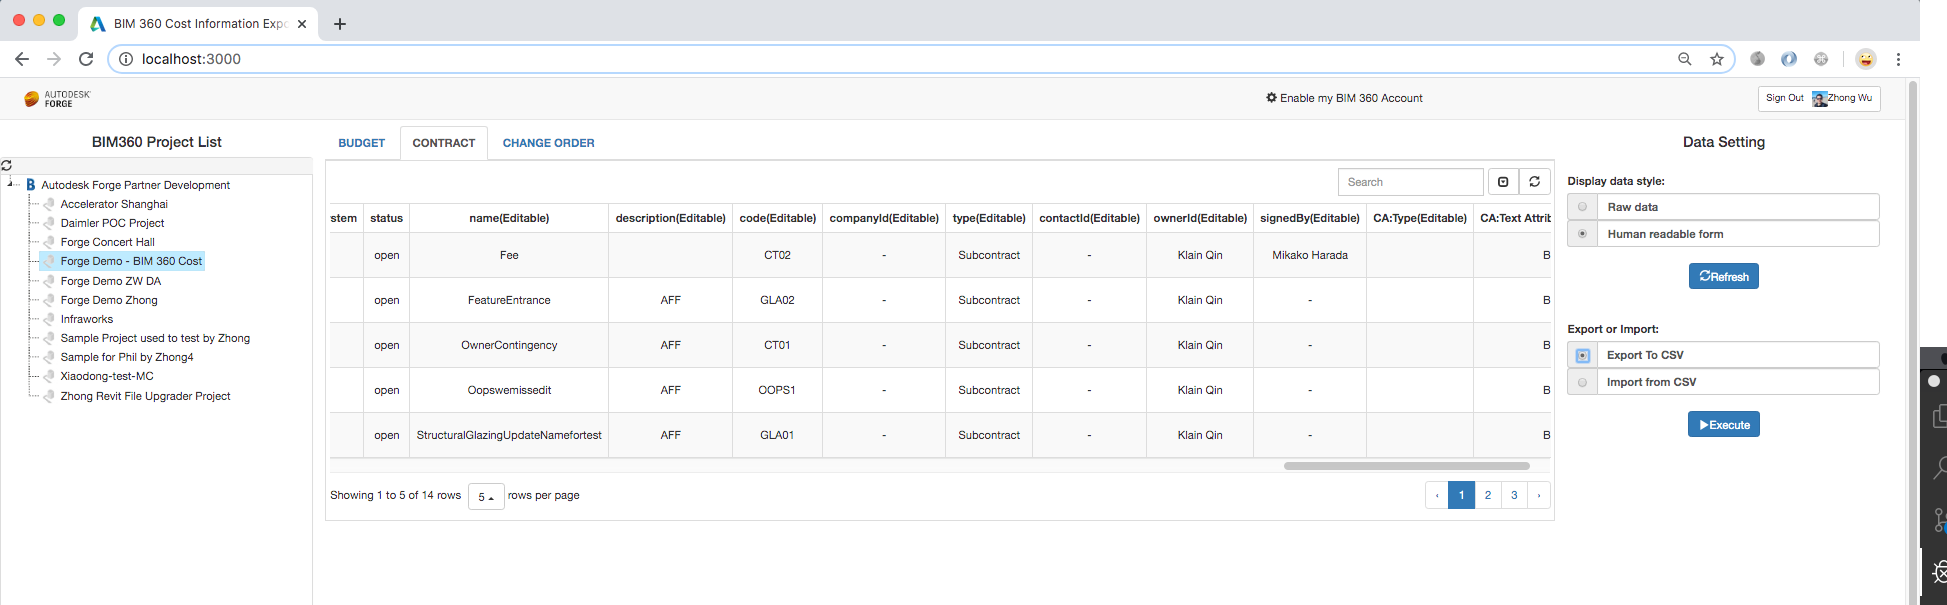 BIM 360 Cost Information Expo
localhost:3000
AUTODESK
FORGE
Enable my BIM 360 Account
Sign Out Zhong Wu
BIM360 Project List
Autodesk Forge Partner Development
Accelerator Shanghai
Daimler POC Project
Forge Concert Hall
Forge Demo - BIM 360 Cost
Forge Demo ZW DA
Forge Demo Zhong
Infraworks
Sample Project used to test by Zhong
Sample for Phil by Zhong4
Xiaodong-test-MC
Zhong Revit File Upgrader Project
BUDGET CONTRACT CHANGE ORDER
Search
stem status name(Editable) description(Editable) code(Editable) companyId(Editable) type(Editable) contactId(Editable) ownerId(Editable) signedBy(Editable) CA:Type(Editable) CA:Text Attrib
open Fee CT02 - Subcontract - Klain Qin Mikako Harada B
open FeatureEntrance AFF GLA02 - Subcontract - Klain Qin - B
open OwnerContingency AFF CT01 - Subcontract - Klain Qin - B
open Oopswemissedit AFF OOPS1 - Subcontract - Klain Qin - B
open StructuralGlazingUpdateNamefortest AFF GLA01 - Subcontract - Klain Qin - B
Showing 1 to 5 of 14 rows 5 rows per page
‹ 1 2 3 ›
Data Setting
Display data style:
Raw data
Human readable form
Refresh
Export or Import:
Export To CSV
Import from CSV
Execute